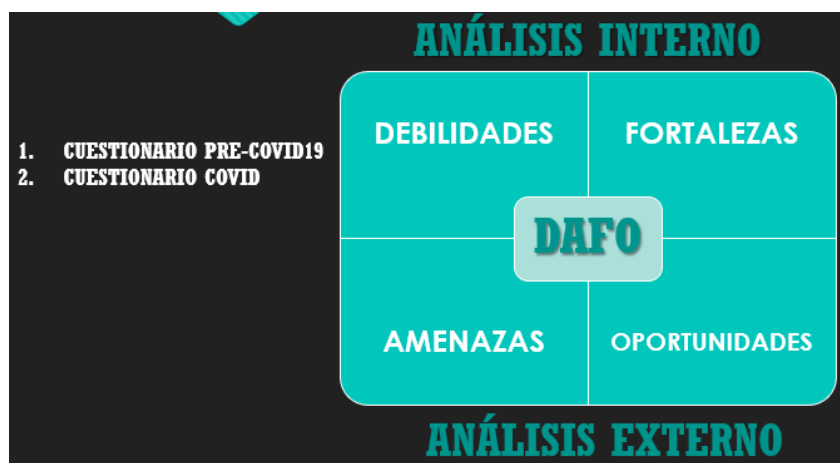 ANÁLISIS INTERNO
1. CUESTIONARIO PRE-COVID19
2. CUESTIONARIO COVID
DEBILIDADES
FORTALEZAS
DAFO
AMENAZAS
OPORTUNIDADES
ANÁLISIS EXTERNO